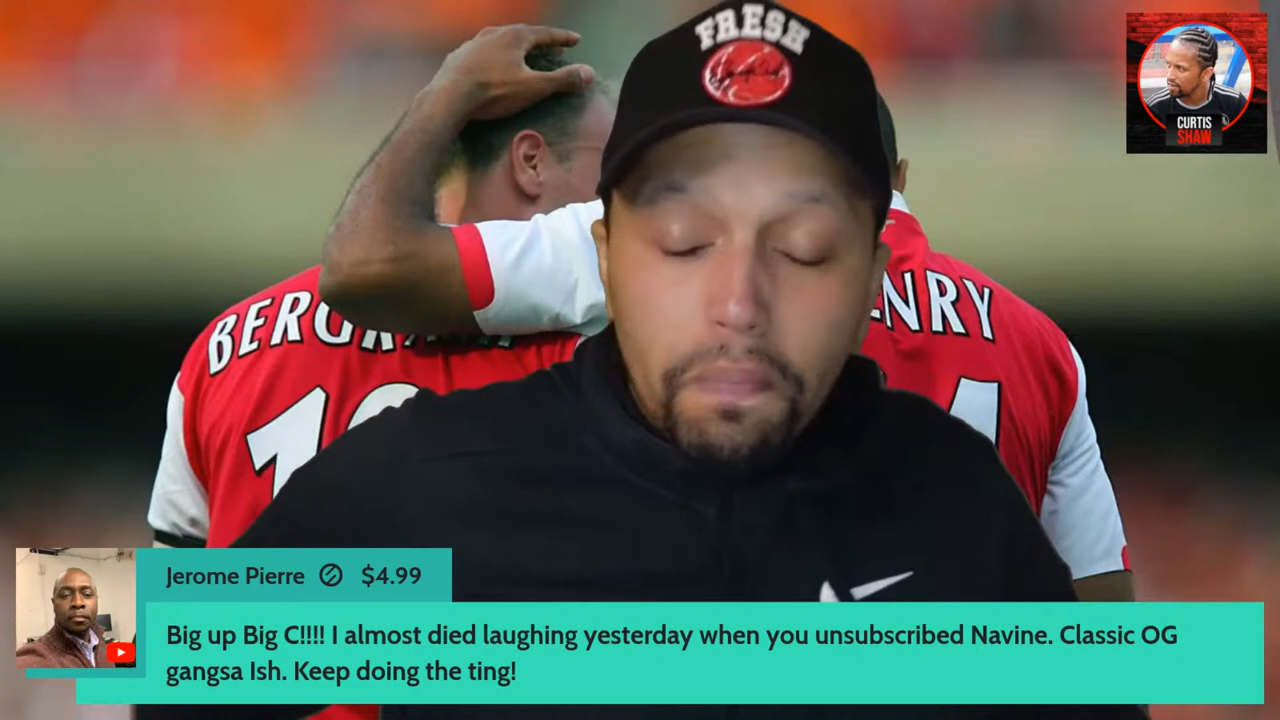 FRESH
CURTIS
SHAW
ENRY
10
Jerome Pierre $4.99
Big up Big C!!!! I almost died laughing yesterday when you unsubscribed Navine. Classic OG
gangsa Ish. Keep doing the ting!